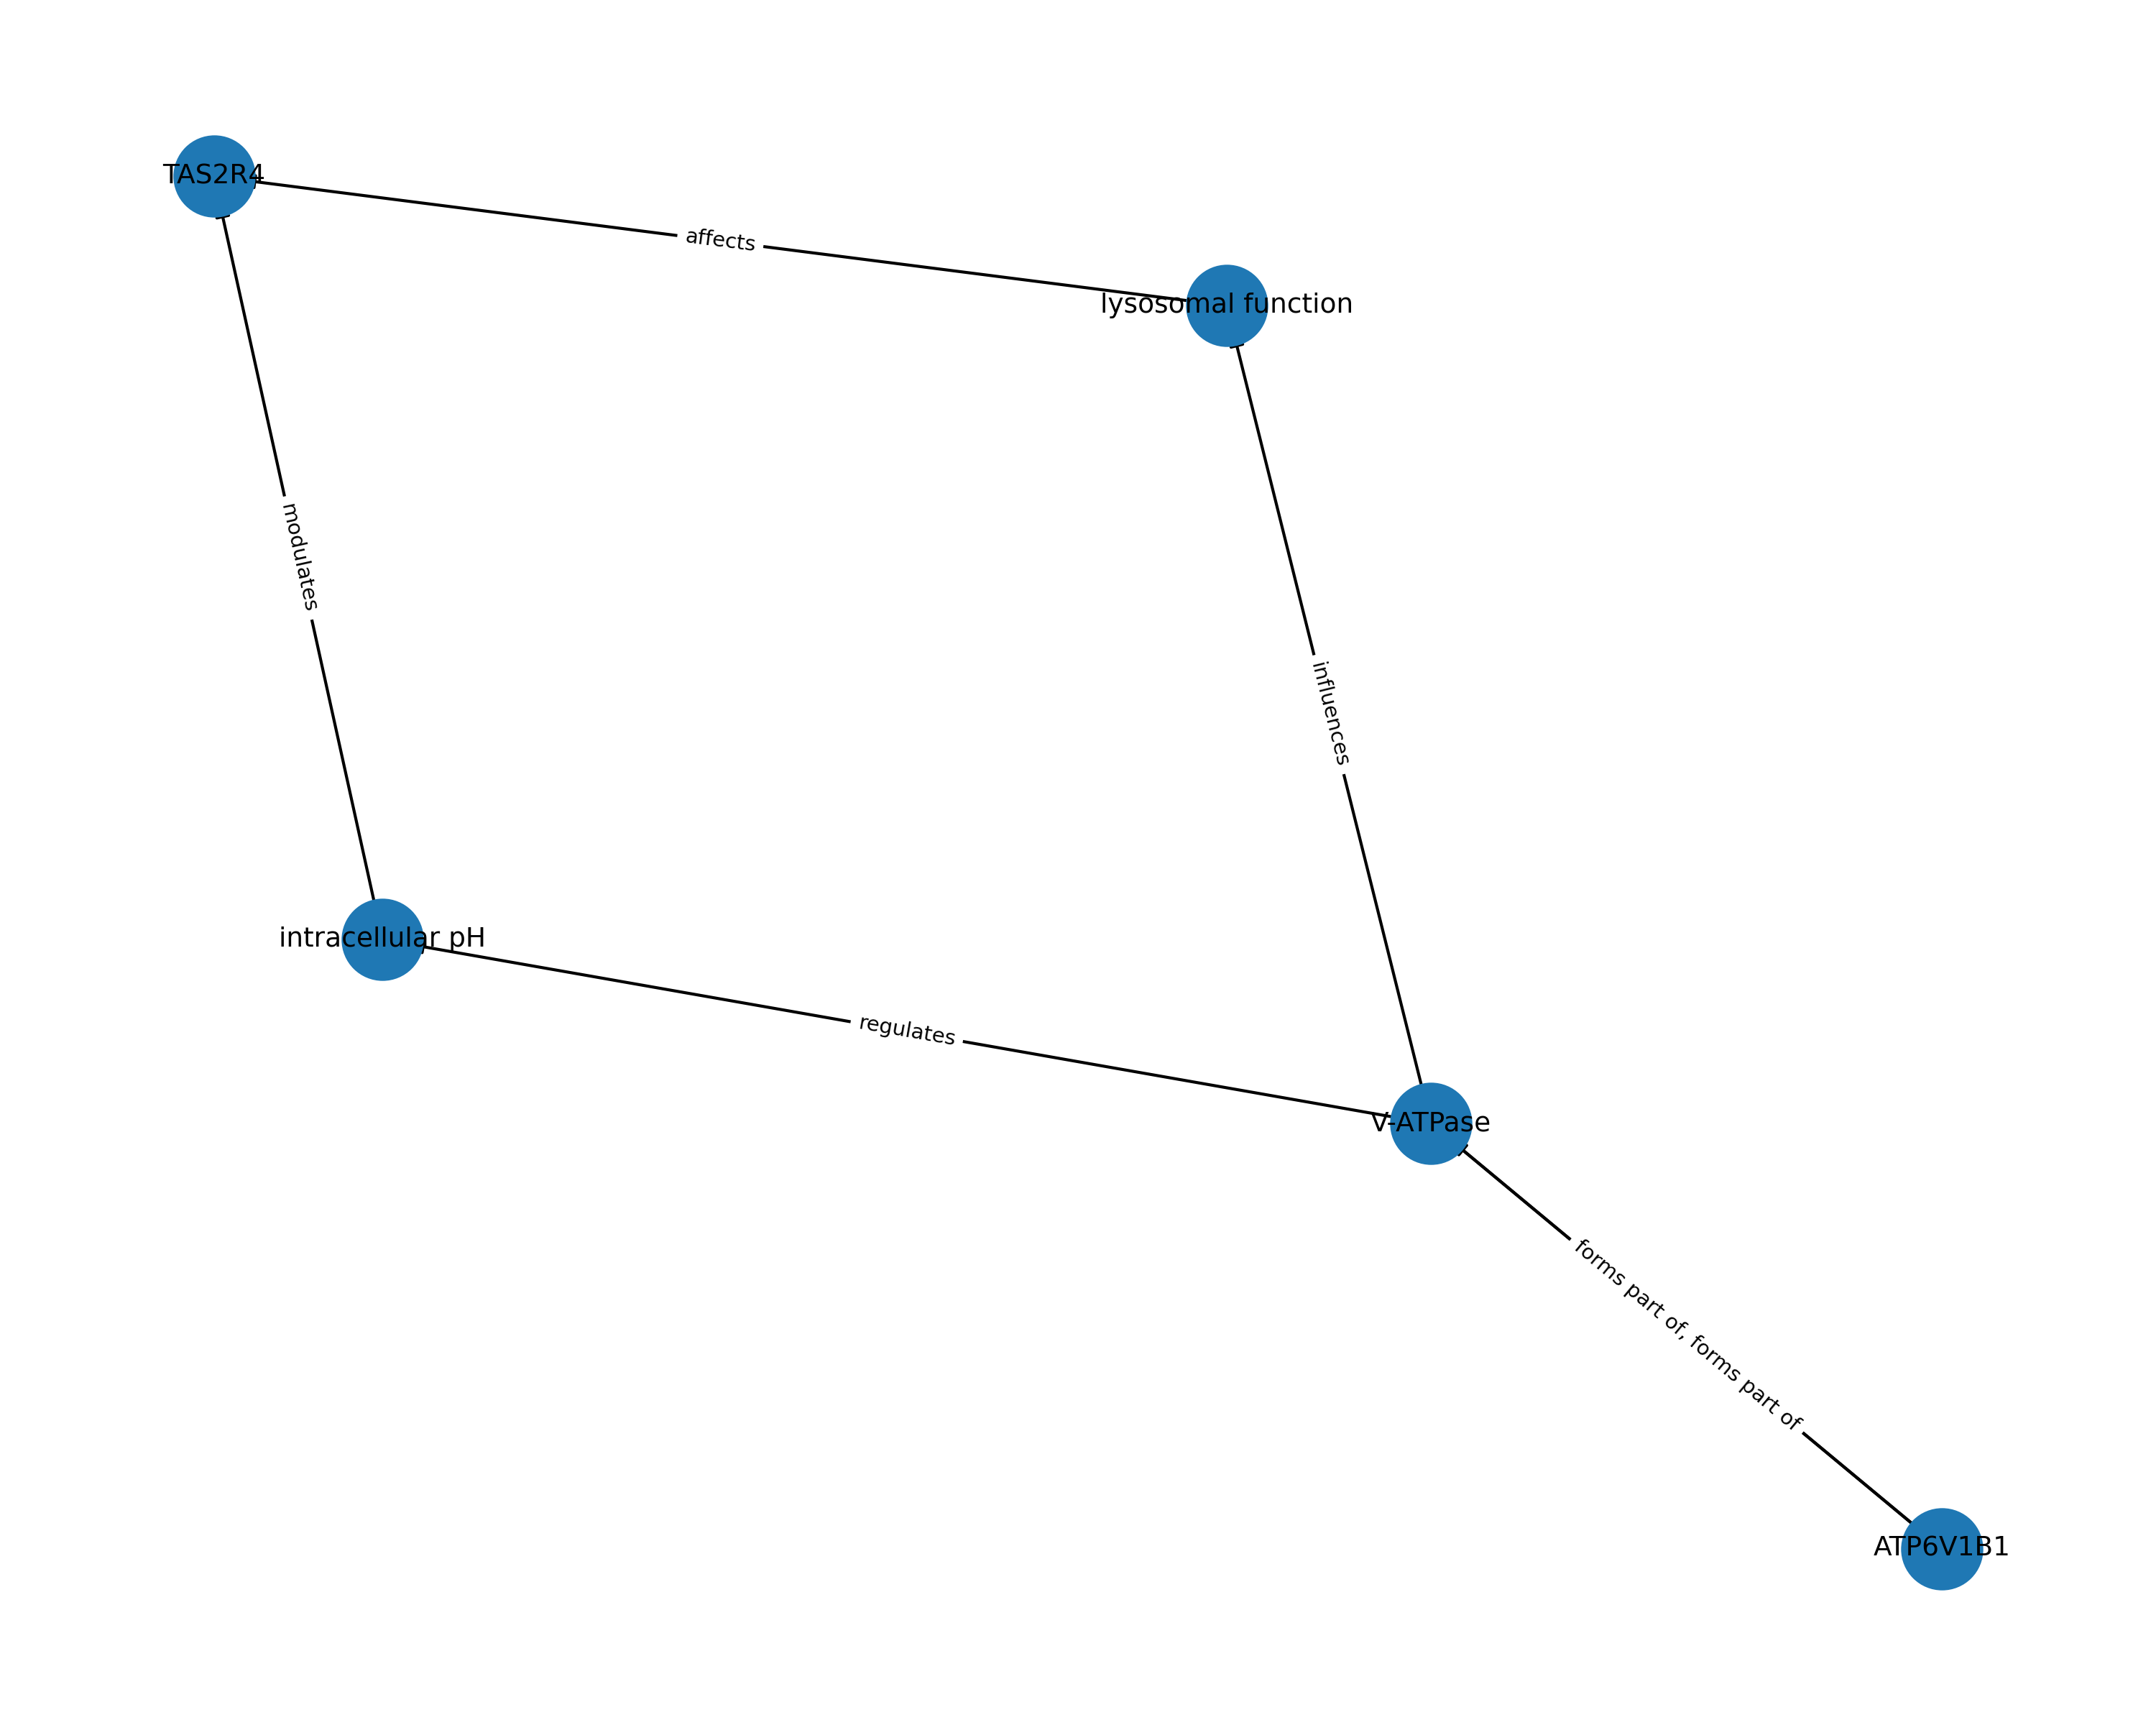 TAS2R4
affects
lysosomal function
modulates
influences
intracellular pH
regulates
V-ATPase
forms part of, forms part of
ATP6V1B1